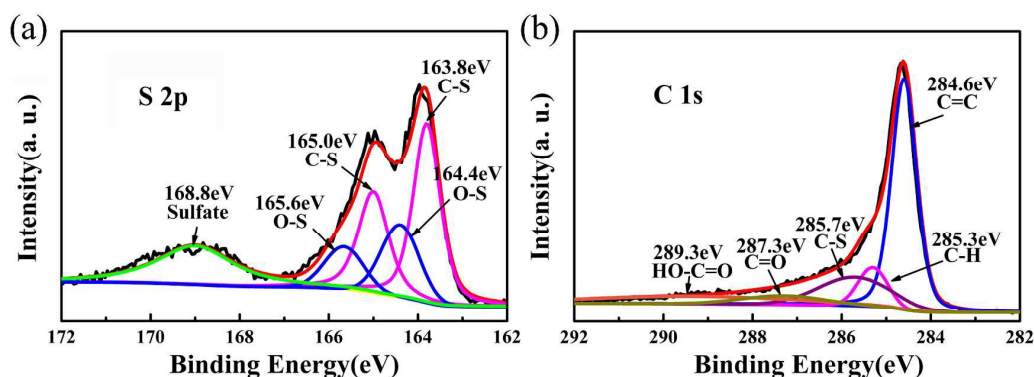 (a)
S 2p
163.8eV
C-S
165.0eV
C-S
164.4eV
O-S
165.6eV
O-S
168.8eV
Sulfate
Intensity(a. u.)
172 170 168 166 164 162
Binding Energy(eV)
(b)
C 1s
284.6eV
C=C
285.7eV
C-S
285.3eV
C-H
287.3eV
C=O
289.3eV
HO-C=O
Intensity(a. u.)
292 290 288 286 284 282
Binding Energy(eV)